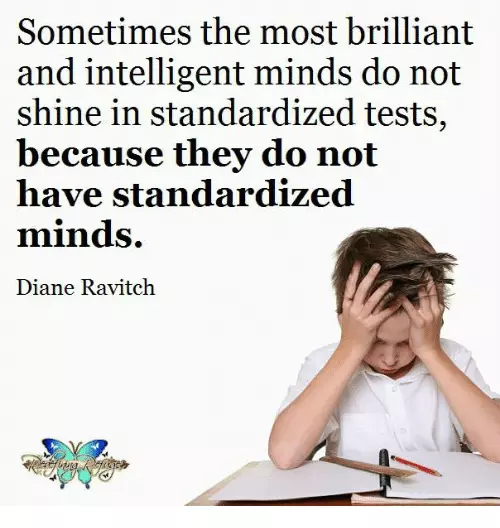 Sometimes the most brilliant
and intelligent minds do not
shine in standardized tests,
because they do not
have standardized
minds.
Diane Ravitch
Redefining Refuge